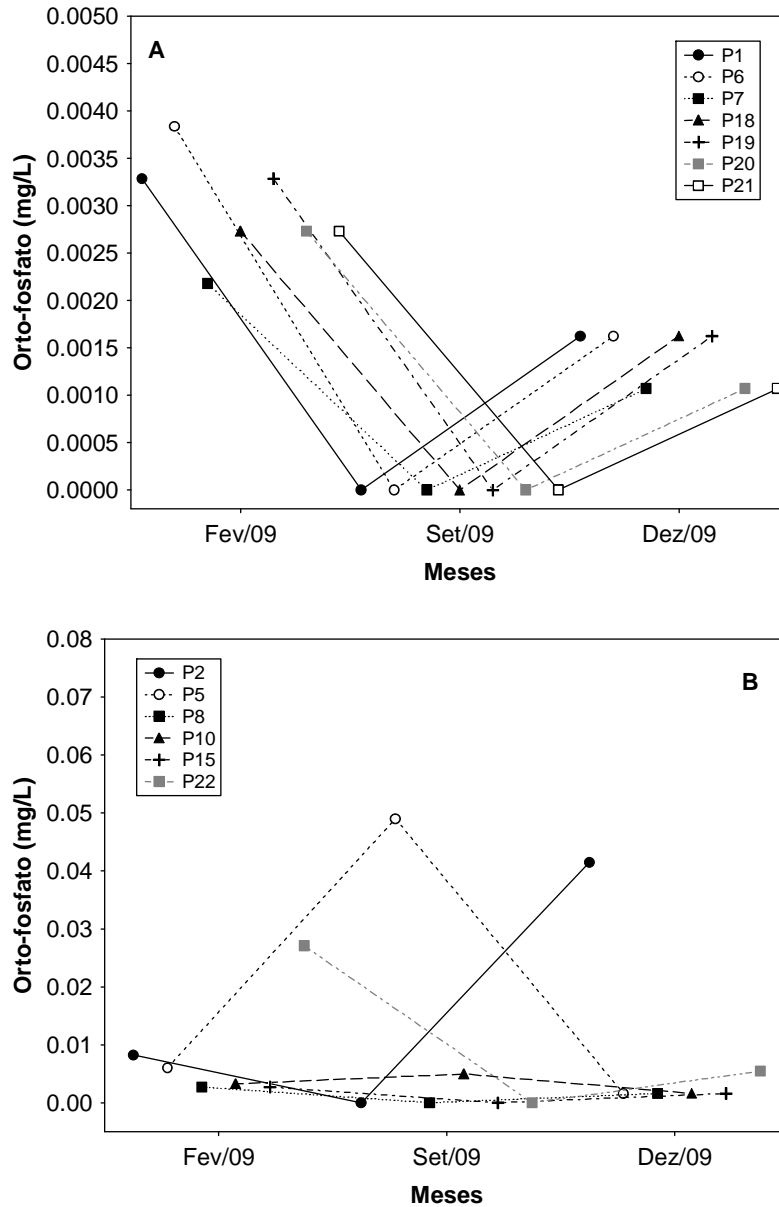 A
Orto-fosfato (mg/L)
0.0050
0.0045
0.0040
0.0035
0.0030
0.0025
0.0020
0.0015
0.0010
0.0005
0.0000
P1
P6
P7
P18
P19
P20
P21
Fev/09 Set/09 Dez/09
Meses
B
Orto-fosfato (mg/L)
0.08
0.07
0.06
0.05
0.04
0.03
0.02
0.01
0.00
P2
P5
P8
P10
P15
P22
Fev/09 Set/09 Dez/09
Meses